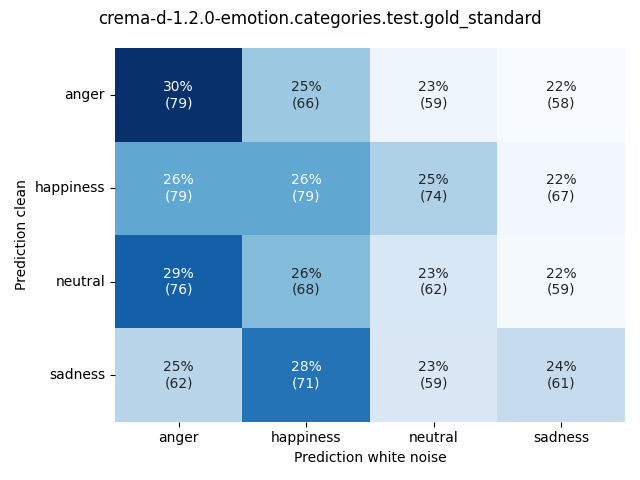 crema-d-1.2.0-emotion.categories.test.gold_standard
Prediction clean
anger
30%
(79)
25%
(66)
23%
(59)
22%
(58)
happiness
26%
(79)
26%
(79)
25%
(74)
22%
(67)
neutral
29%
(76)
26%
(68)
23%
(62)
22%
(59)
sadness
25%
(62)
28%
(71)
23%
(59)
24%
(61)
anger
happiness
neutral
sadness
Prediction white noise